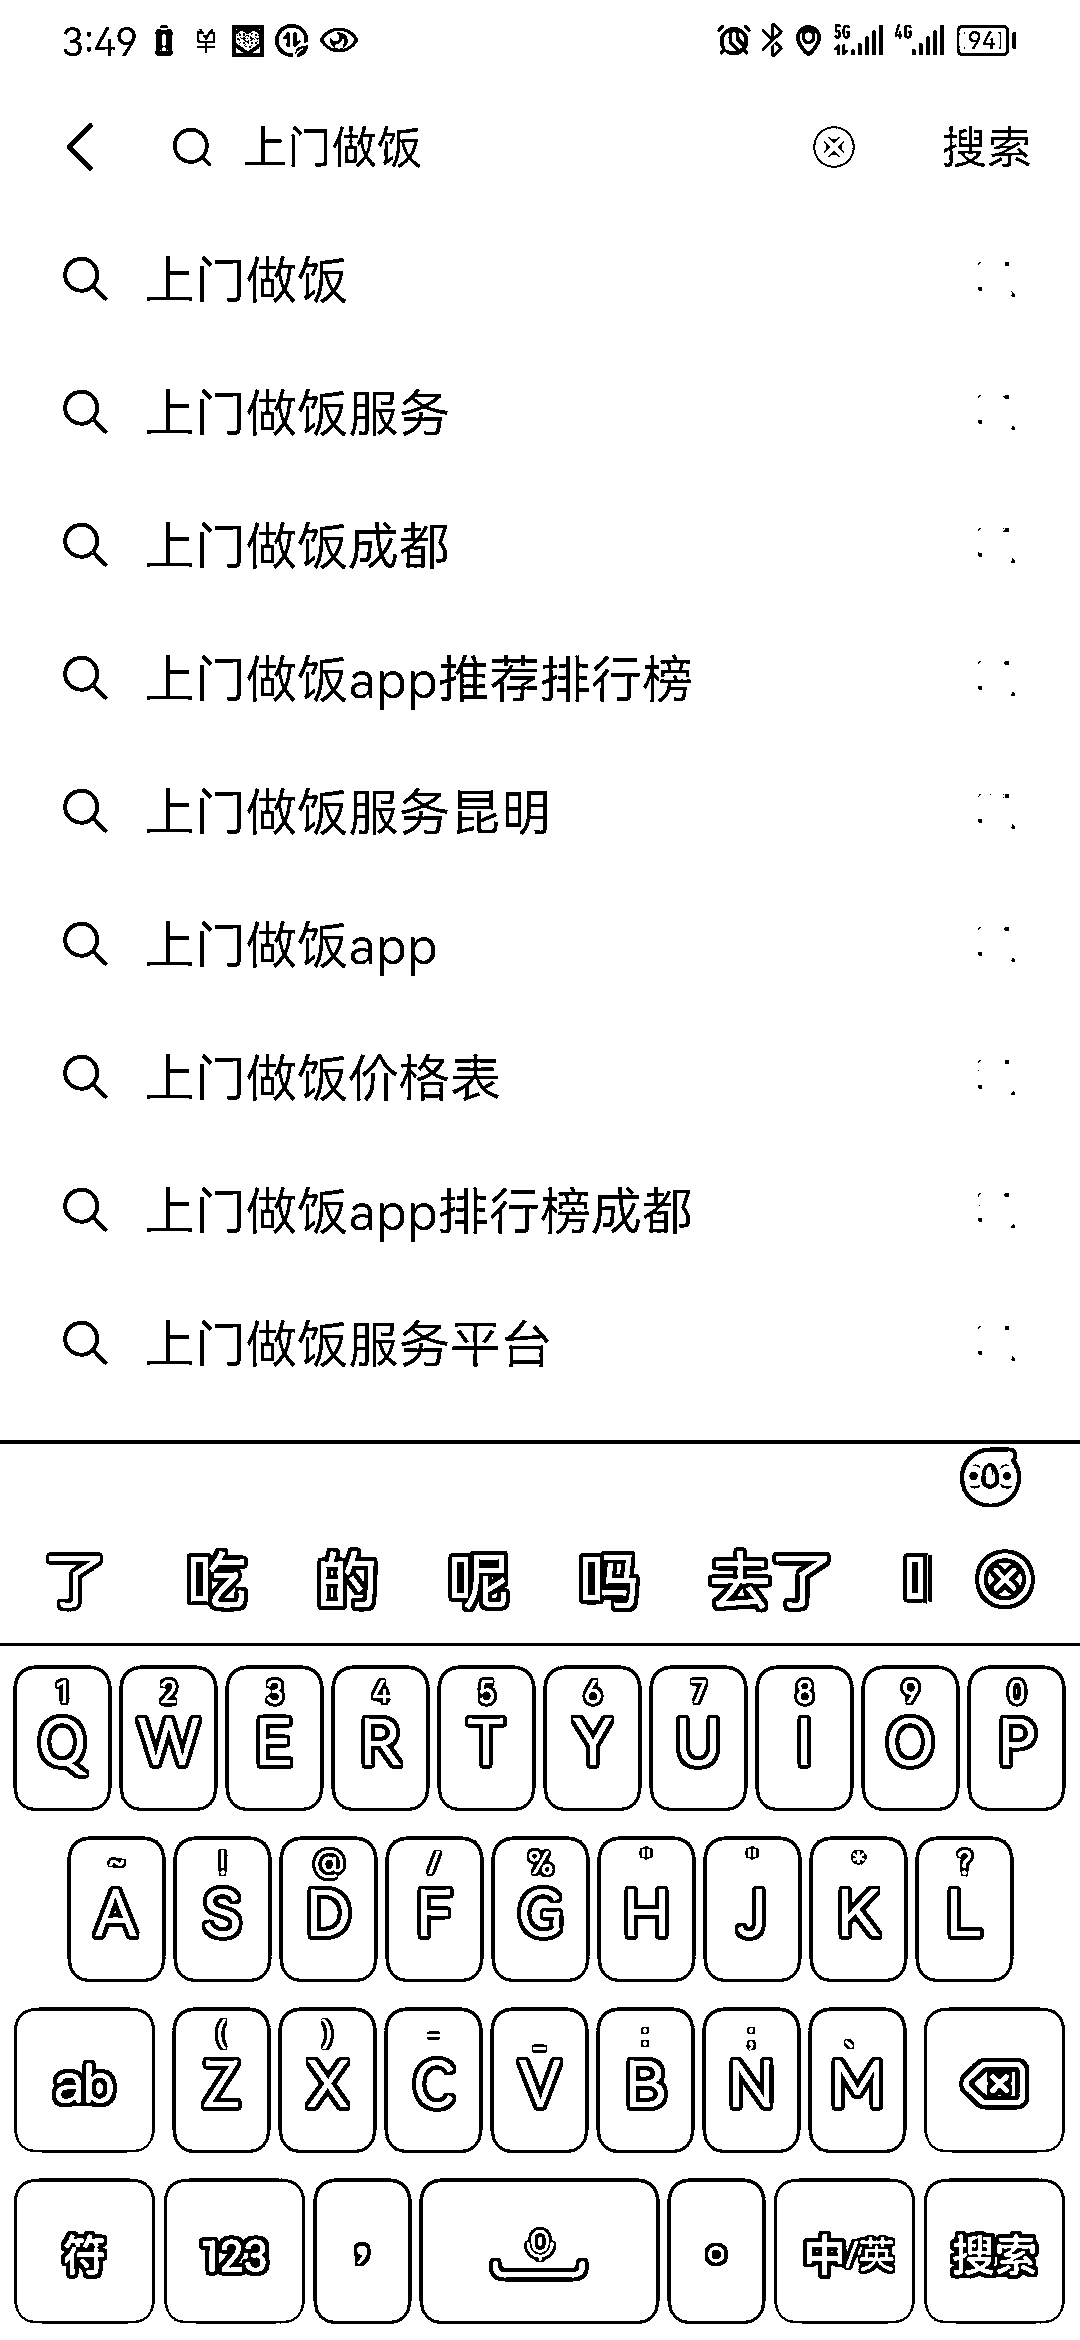 3:49 5G 4G 94
上门做饭 搜索
上门做饭
上门做饭服务
上门做饭成都
上门做饭app推荐排行榜
上门做饭服务昆明
上门做饭app
上门做饭价格表
上门做饭app排行榜成都
上门做饭服务平台
了 吃 的 呢 吗 去了
1 2 3 4 5 6 7 8 9 0
Q W E R T Y U I O P
~ ! @ / % * ?
A S D F G H J K L
( ) = _ : ;
ab Z X C V B N M
符 123 , 。 中/英 搜索